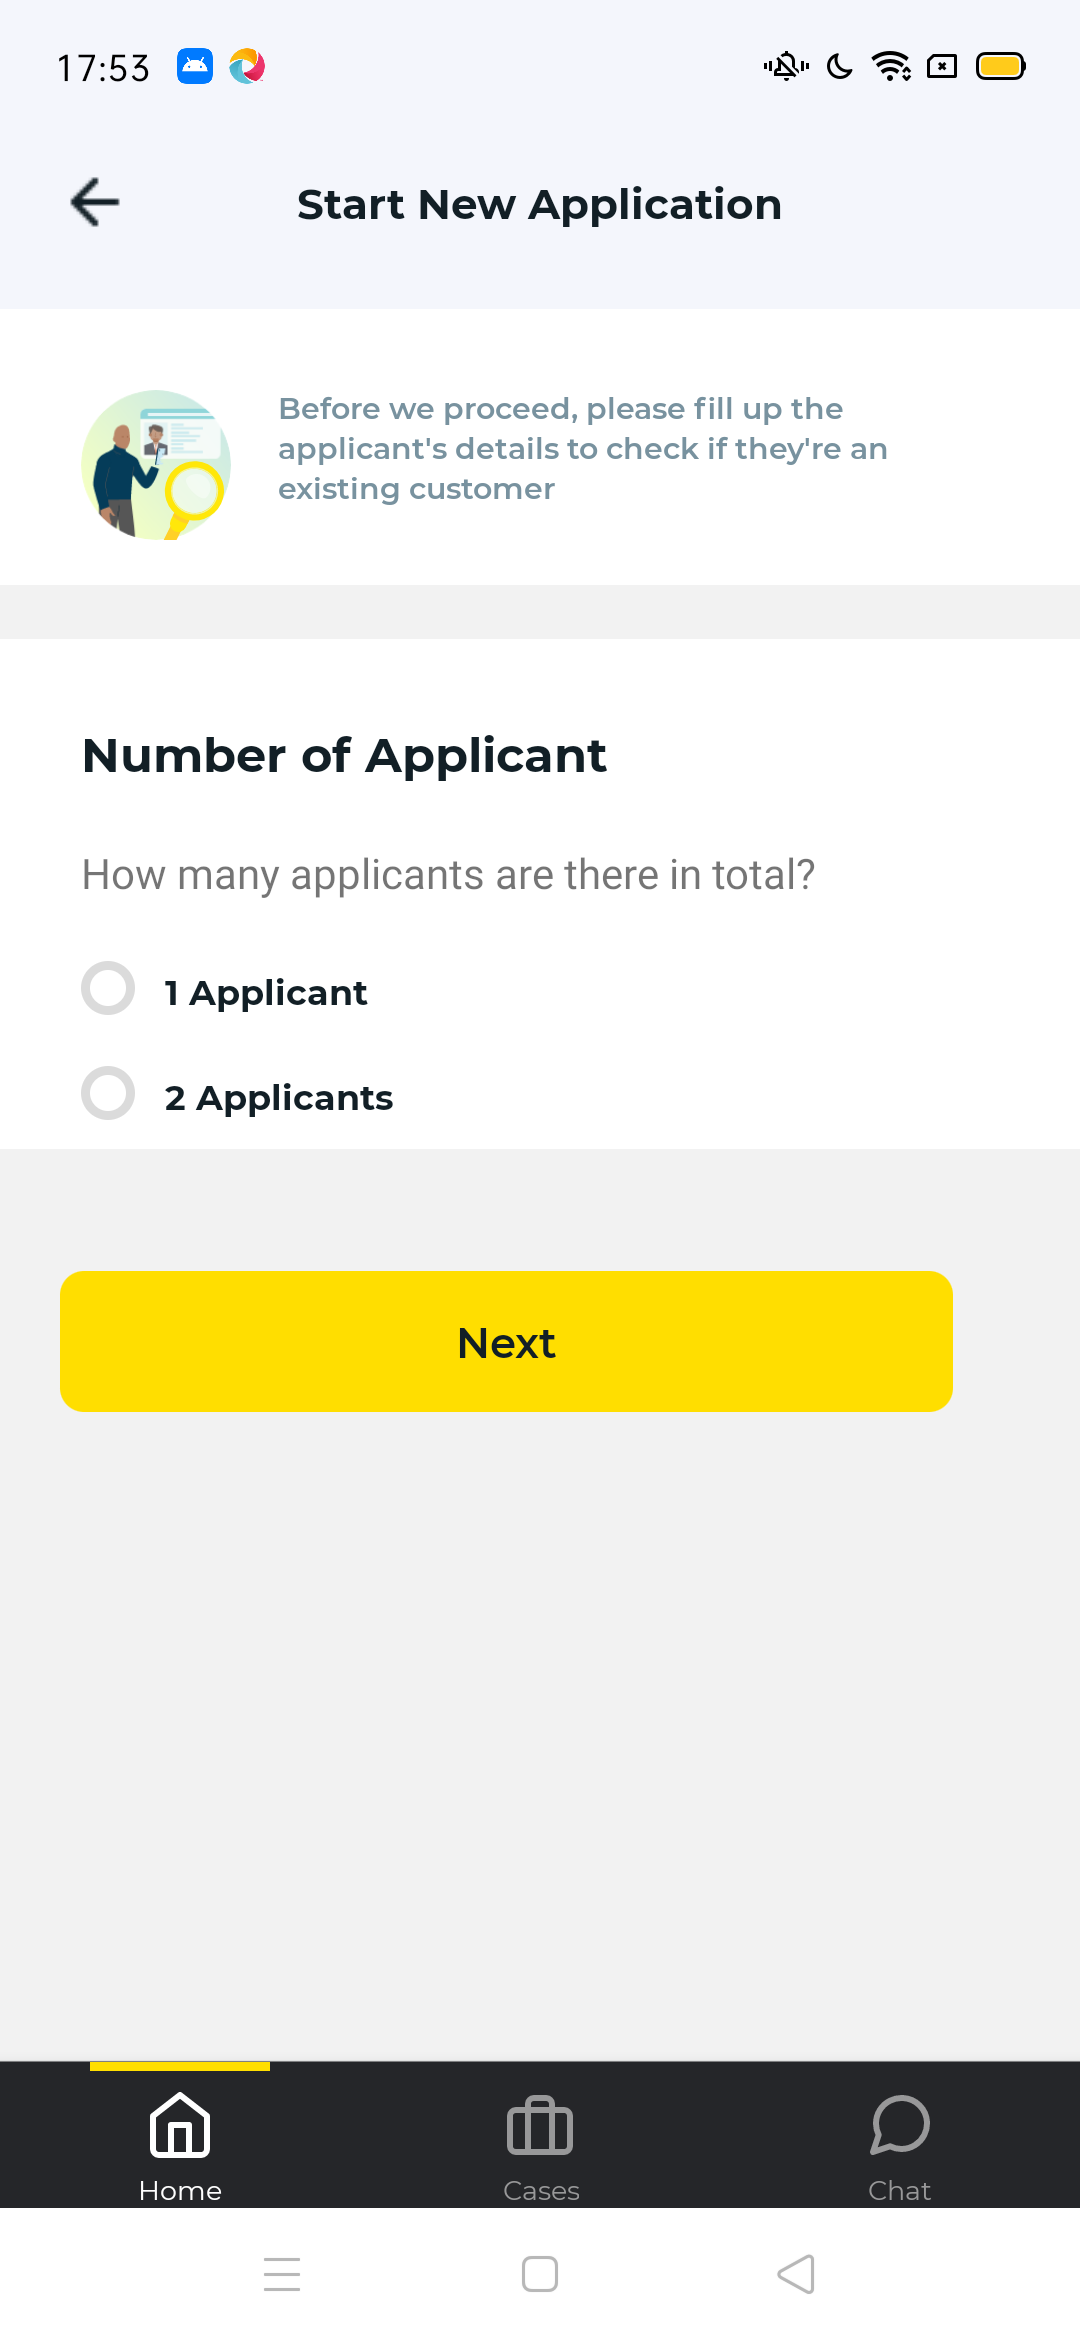 17:53
Start New Application
Before we proceed, please fill up the
applicant's details to check if they're an
existing customer
Number of Applicant
How many applicants are there in total?
1 Applicant
2 Applicants
Next
Home
Cases
Chat